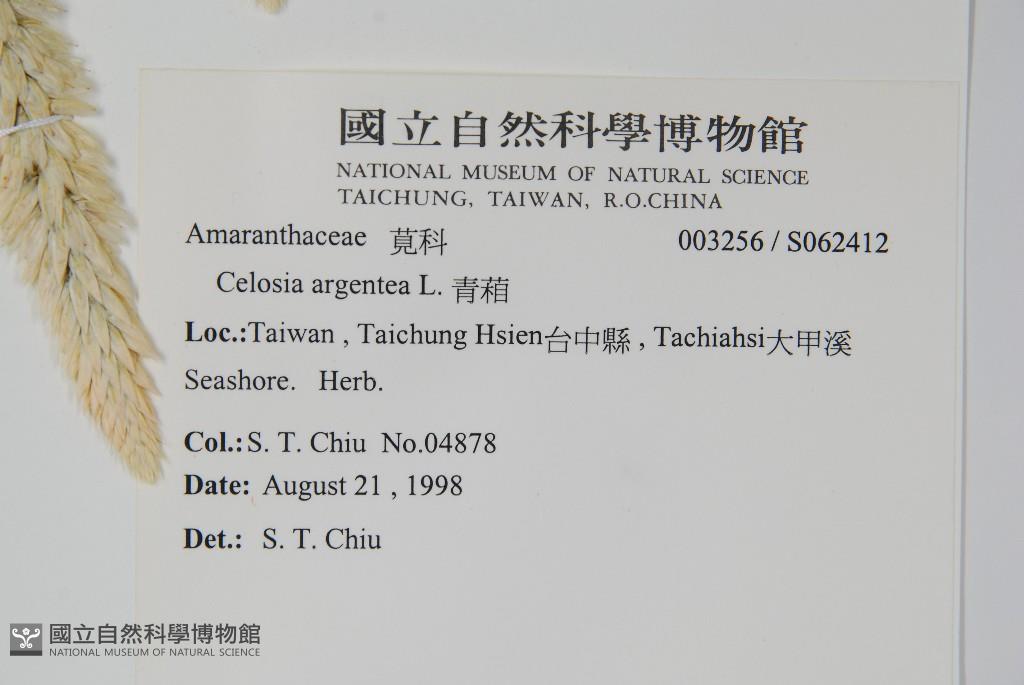 國立自然科學博物館
NATIONAL MUSEUM OF NATURAL SCIENCE
TAICHUNG, TAIWAN, R.O.CHINA
Amaranthaceae 莧科 003256 / S062412
Celosia argentea L. 青葙
Loc.:Taiwan , Taichung Hsien台中縣 , Tachiahsi大甲溪
Seashore. Herb.
Col.:S. T. Chiu No.04878
Date: August 21 , 1998
Det.: S. T. Chiu
國立自然科學博物館
NATIONAL MUSEUM OF NATURAL SCIENCE